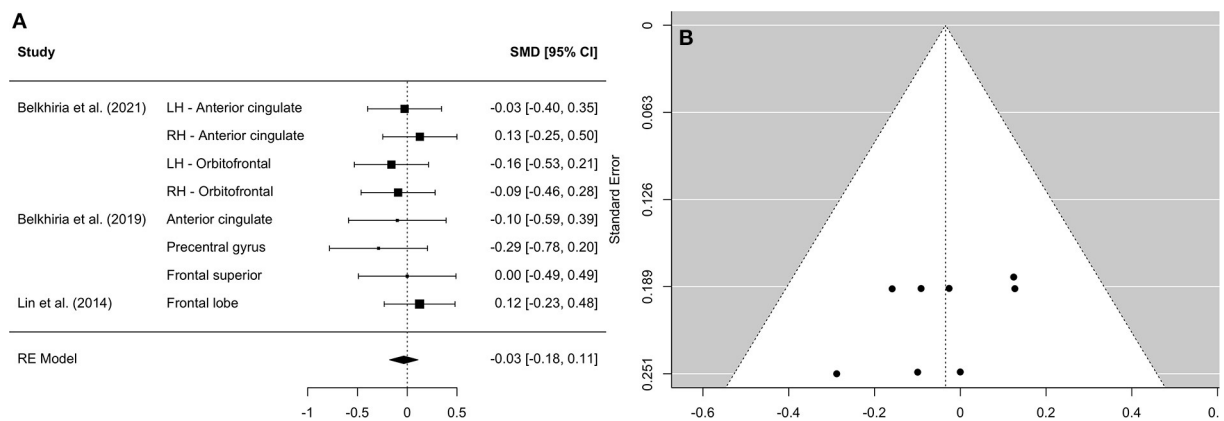 A
Study SMD [95% CI]
Belkhiria et al. (2021) LH - Anterior cingulate -0.03 [-0.40, 0.35]
RH - Anterior cingulate 0.13 [-0.25, 0.50]
LH - Orbitofrontal -0.16 [-0.53, 0.21]
RH - Orbitofrontal -0.09 [-0.46, 0.28]
Belkhiria et al. (2019) Anterior cingulate -0.10 [-0.59, 0.39]
Precentral gyrus -0.29 [-0.78, 0.20]
Frontal superior 0.00 [-0.49, 0.49]
Lin et al. (2014) Frontal lobe 0.12 [-0.23, 0.48]
RE Model -0.03 [-0.18, 0.11]
-1 0 0.5
B
Standard Error
0
0.063
0.126
0.189
0.251
-0.6 -0.4 -0.2 0 0.2 0.4 0.